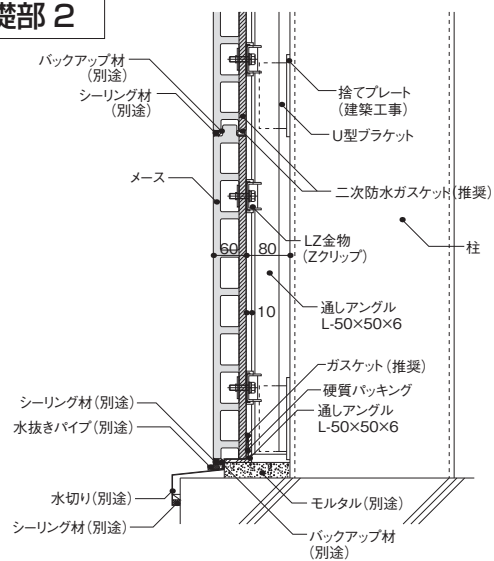 礎部 2
バックアップ材
(別途)
シーリング材
(別途)
メース
捨てプレート
(建築工事)
U型ブラケット
二次防水ガスケット(推奨)
柱
LZ金物
(Zクリップ)
60
80
10
通しアングル
L-50×50×6
ガスケット(推奨)
硬質パッキング
通しアングル
L-50×50×6
シーリング材(別途)
水抜きパイプ(別途)
水切り(別途)
シーリング材(別途)
モルタル(別途)
バックアップ材
(別途)